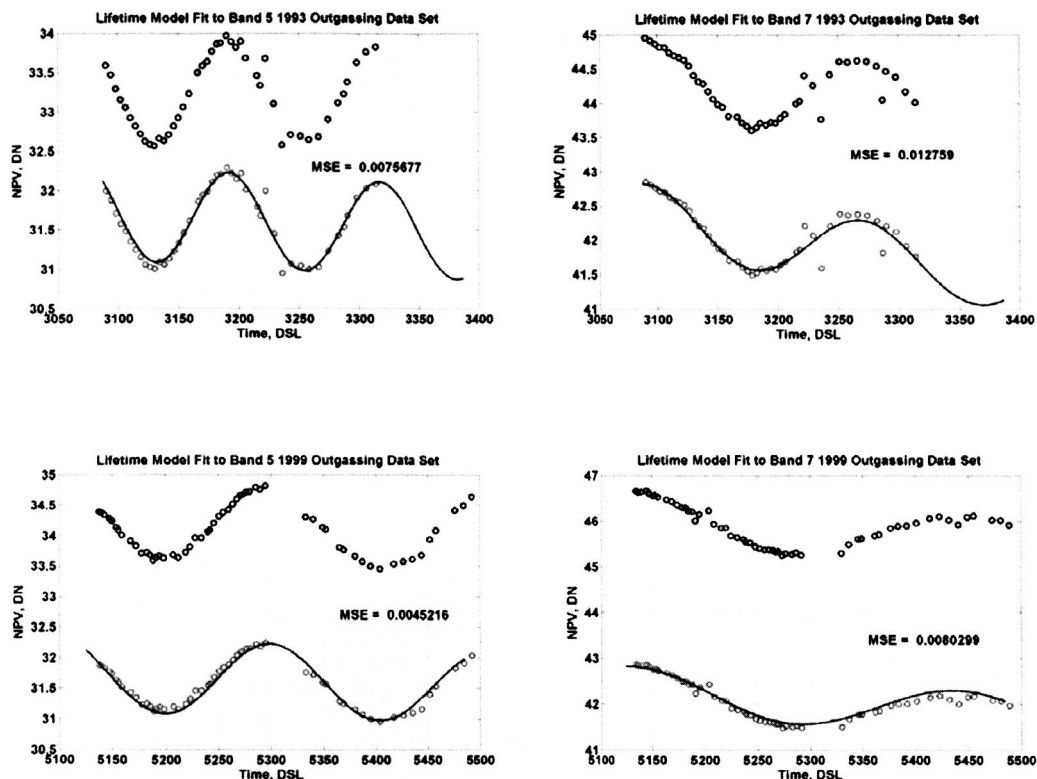 Lifetime Model Fit to Band 5 1993 Outgassing Data Set
34
33.5
33
32.5
32
31.5
31
30.5
NPV, DN
MSE = 0.0075677
3050 3100 3150 3200 3250 3300 3350 3400
Time, DSL
Lifetime Model Fit to Band 7 1993 Outgassing Data Set
45
44.5
44
43.5
43
42.5
42
41.5
41
NPV, DN
MSE = 0.012759
3050 3100 3150 3200 3250 3300 3350 3400
Time, DSL
Lifetime Model Fit to Band 5 1999 Outgassing Data Set
35
34.5
34
33.5
33
32.5
32
31.5
31
30.5
NPV, DN
MSE = 0.0045216
5100 5150 5200 5250 5300 5350 5400 5450 5500
Time, DSL
Lifetime Model Fit to Band 7 1999 Outgassing Data Set
47
46
45
44
43
42
41
NPV, DN
MSE = 0.0080299
5100 5150 5200 5250 5300 5350 5400 5450 5500
Time, DSL